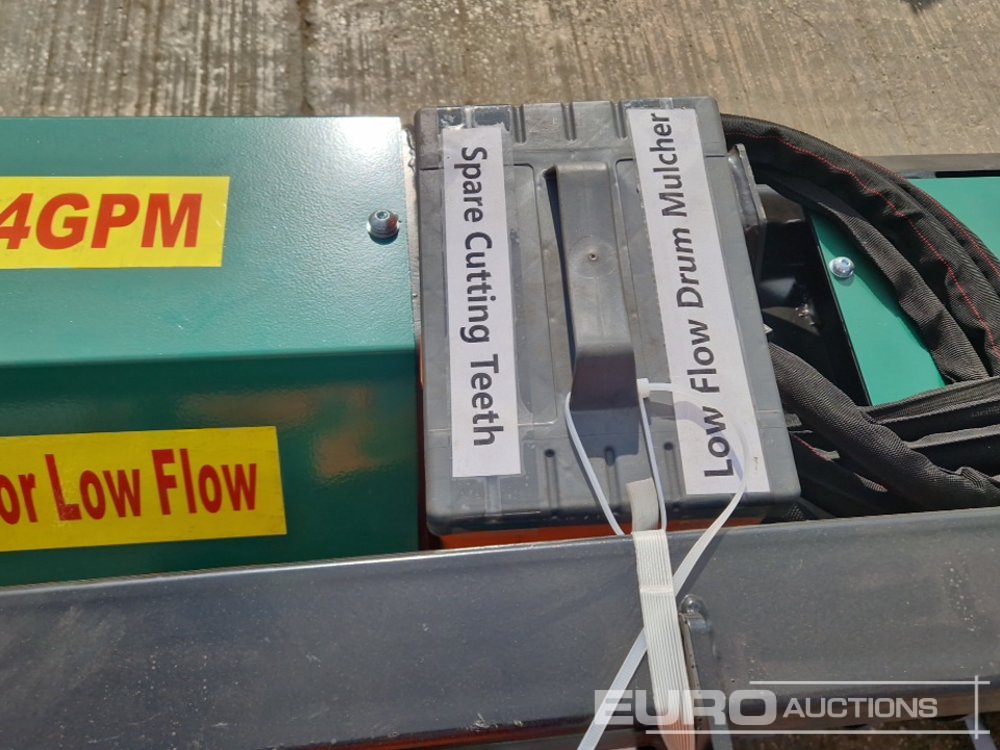 4GPM
or Low Flow
Spare Cutting Teeth
Low Flow Drum Mulcher
EURO AUCTIONS